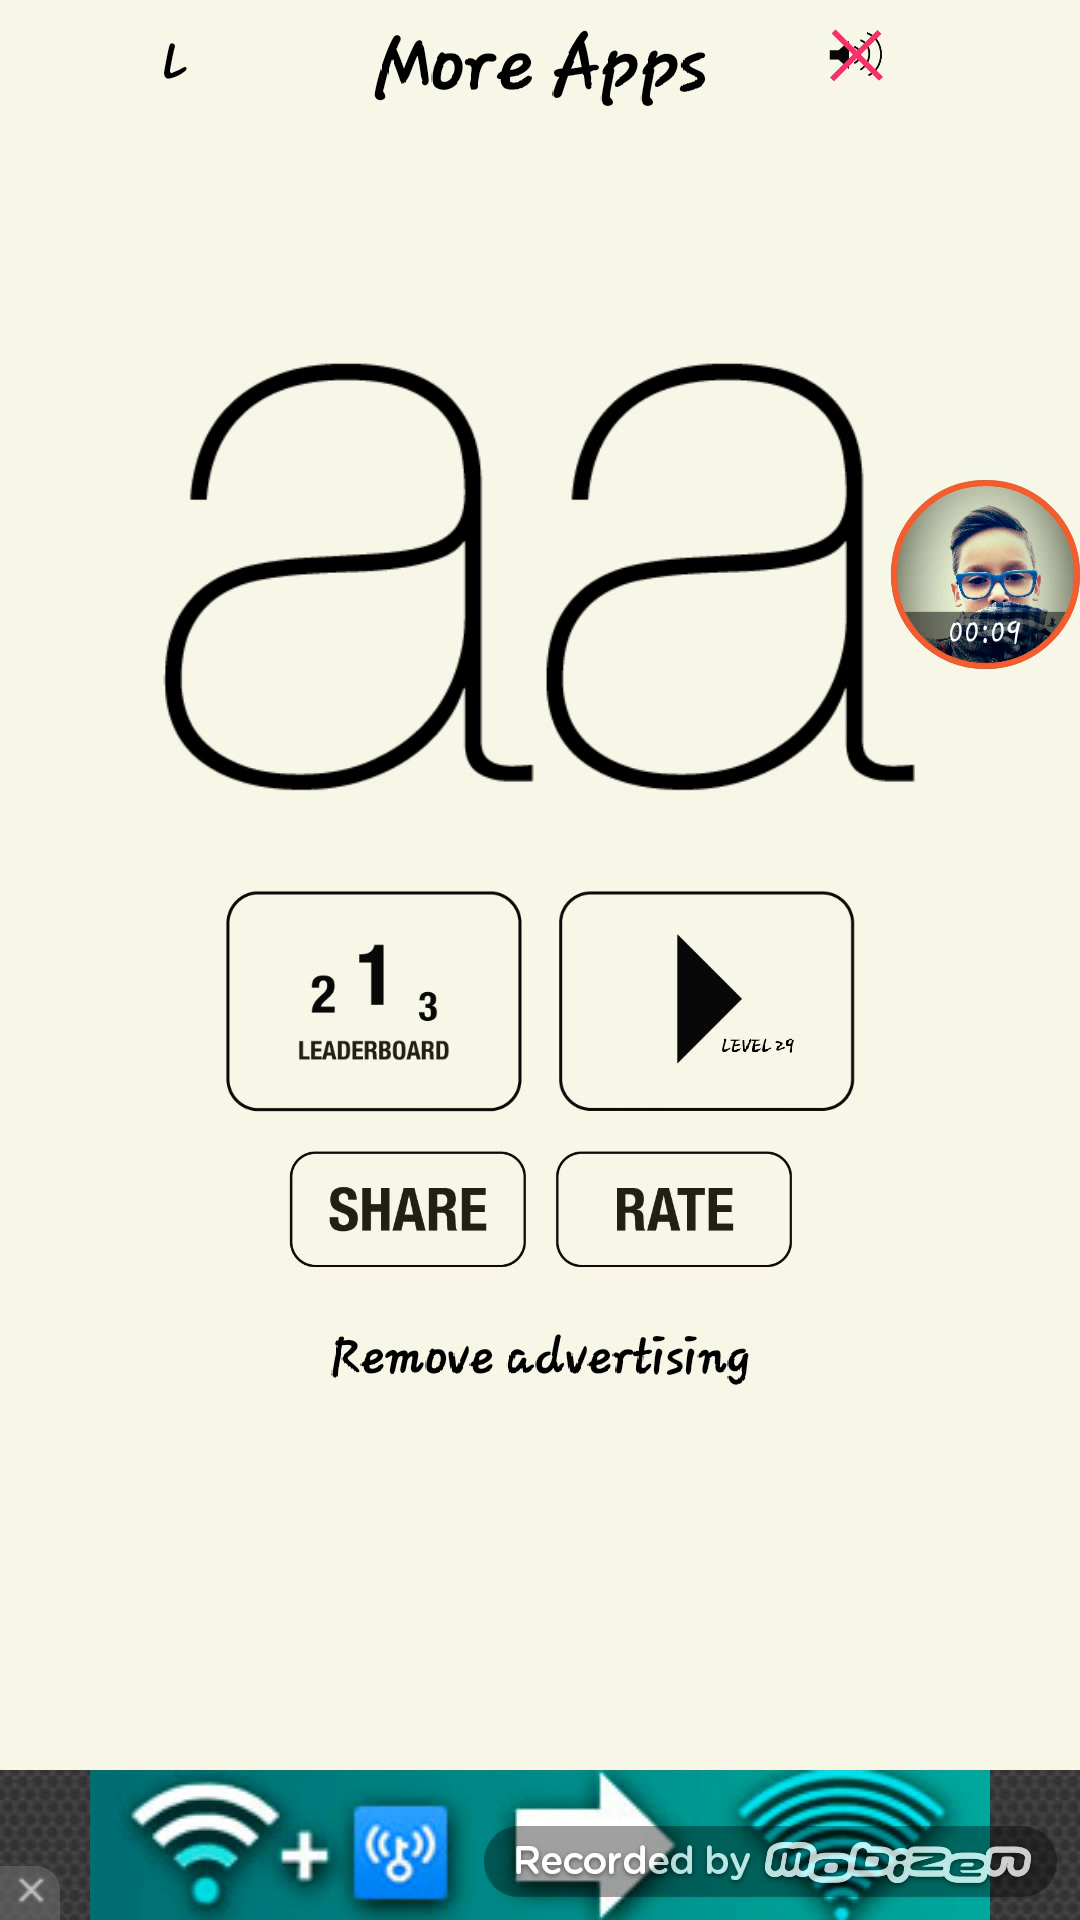 L More Apps
aa
00:09
2 1 3
LEADERBOARD
LEVEL 29
SHARE RATE
Remove advertising
Recorded by mobizen